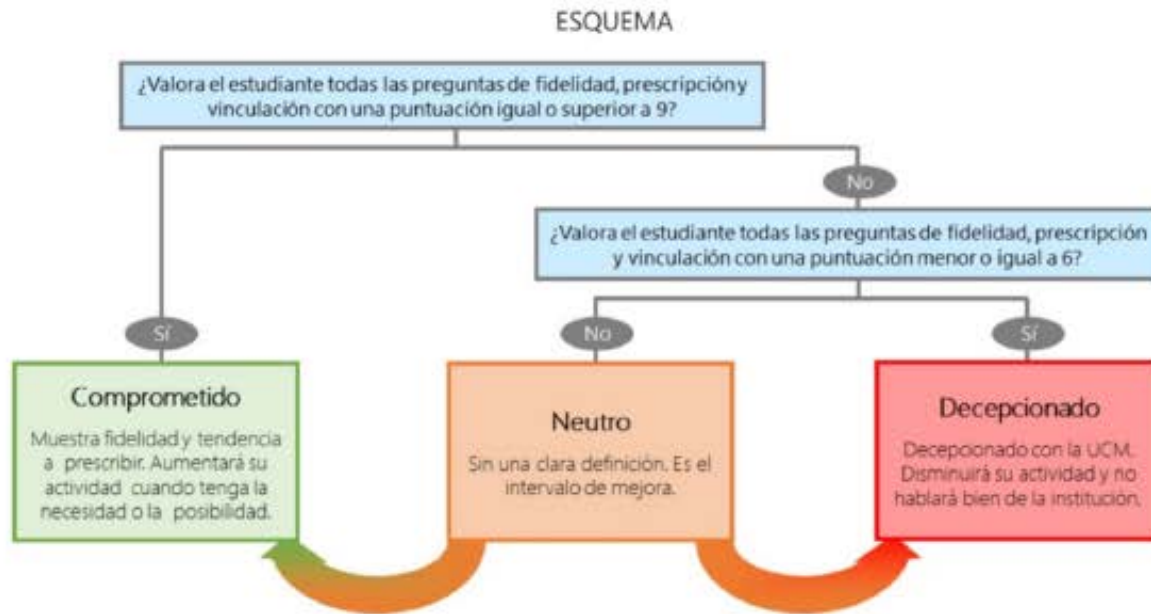 ESQUEMA
¿Valora el estudiante todas las preguntas de fidelidad, prescripción y
vinculación con una puntuación igual o superior a 9?
No
¿Valora el estudiante todas las preguntas de fidelidad, prescripción
y vinculación con una puntuación menor o igual a 6?
Sí
No
Sí
Comprometido
Muestra fidelidad y tendencia
a prescribir. Aumentará su
actividad cuando tenga la
necesidad o la posibilidad.
Neutro
Sin una clara definición. Es el
intervalo de mejora.
Decepcionado
Decepcionado con la UCM.
Disminuirá su actividad y no
hablará bien de la institución.